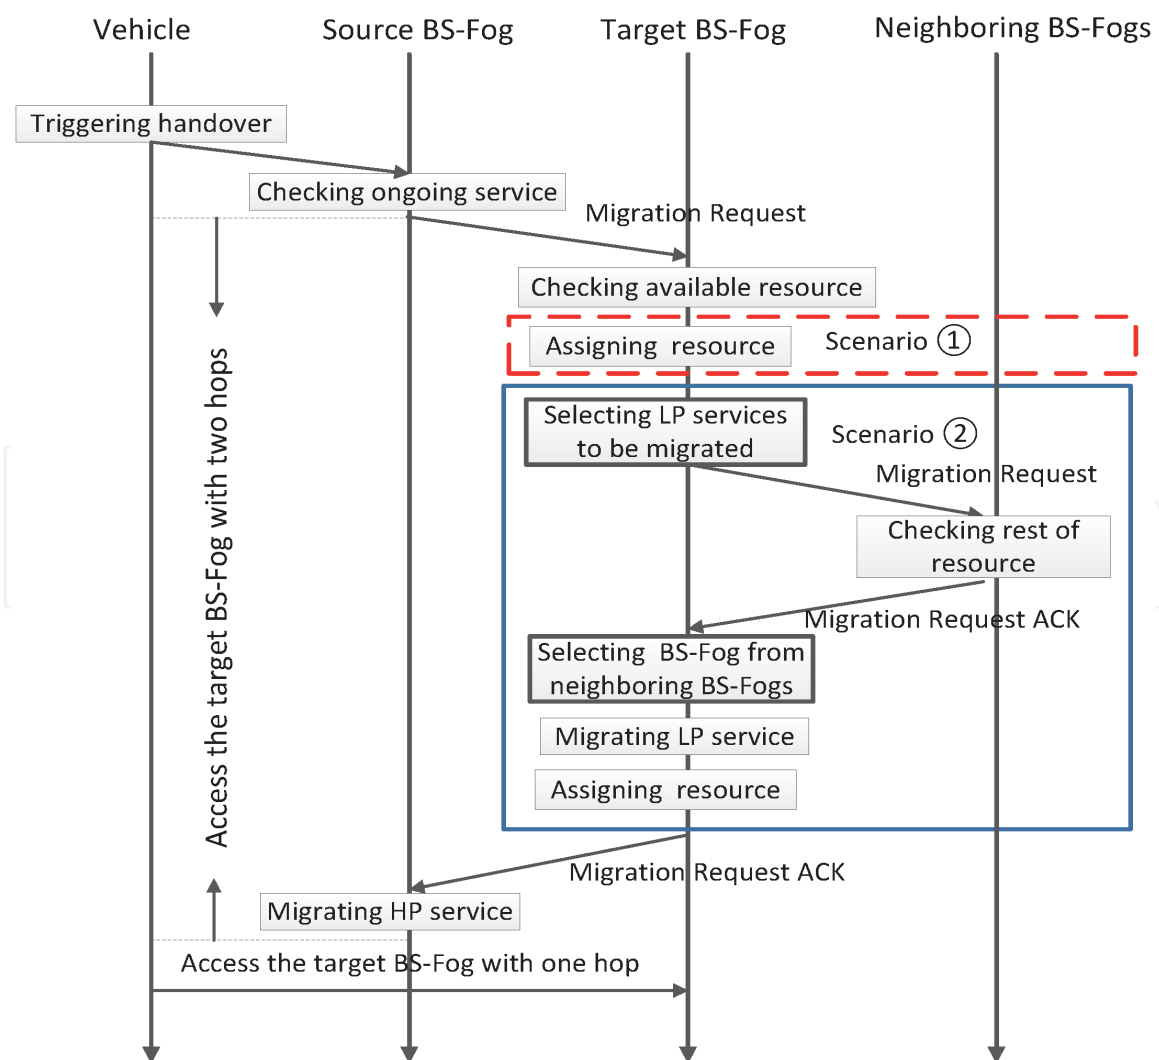 Vehicle
Source BS-Fog
Target BS-Fog
Neighboring BS-Fogs
Triggering handover
Checking ongoing service
Migration Request
Checking available resource
Assigning resource
Scenario ①
Selecting LP services
to be migrated
Scenario ②
Migration Request
Checking rest of
resource
Migration Request ACK
Selecting BS-Fog from
neighboring BS-Fogs
Migrating LP service
Assigning resource
Access the target BS-Fog with two hops
Migration Request ACK
Migrating HP service
Access the target BS-Fog with one hop